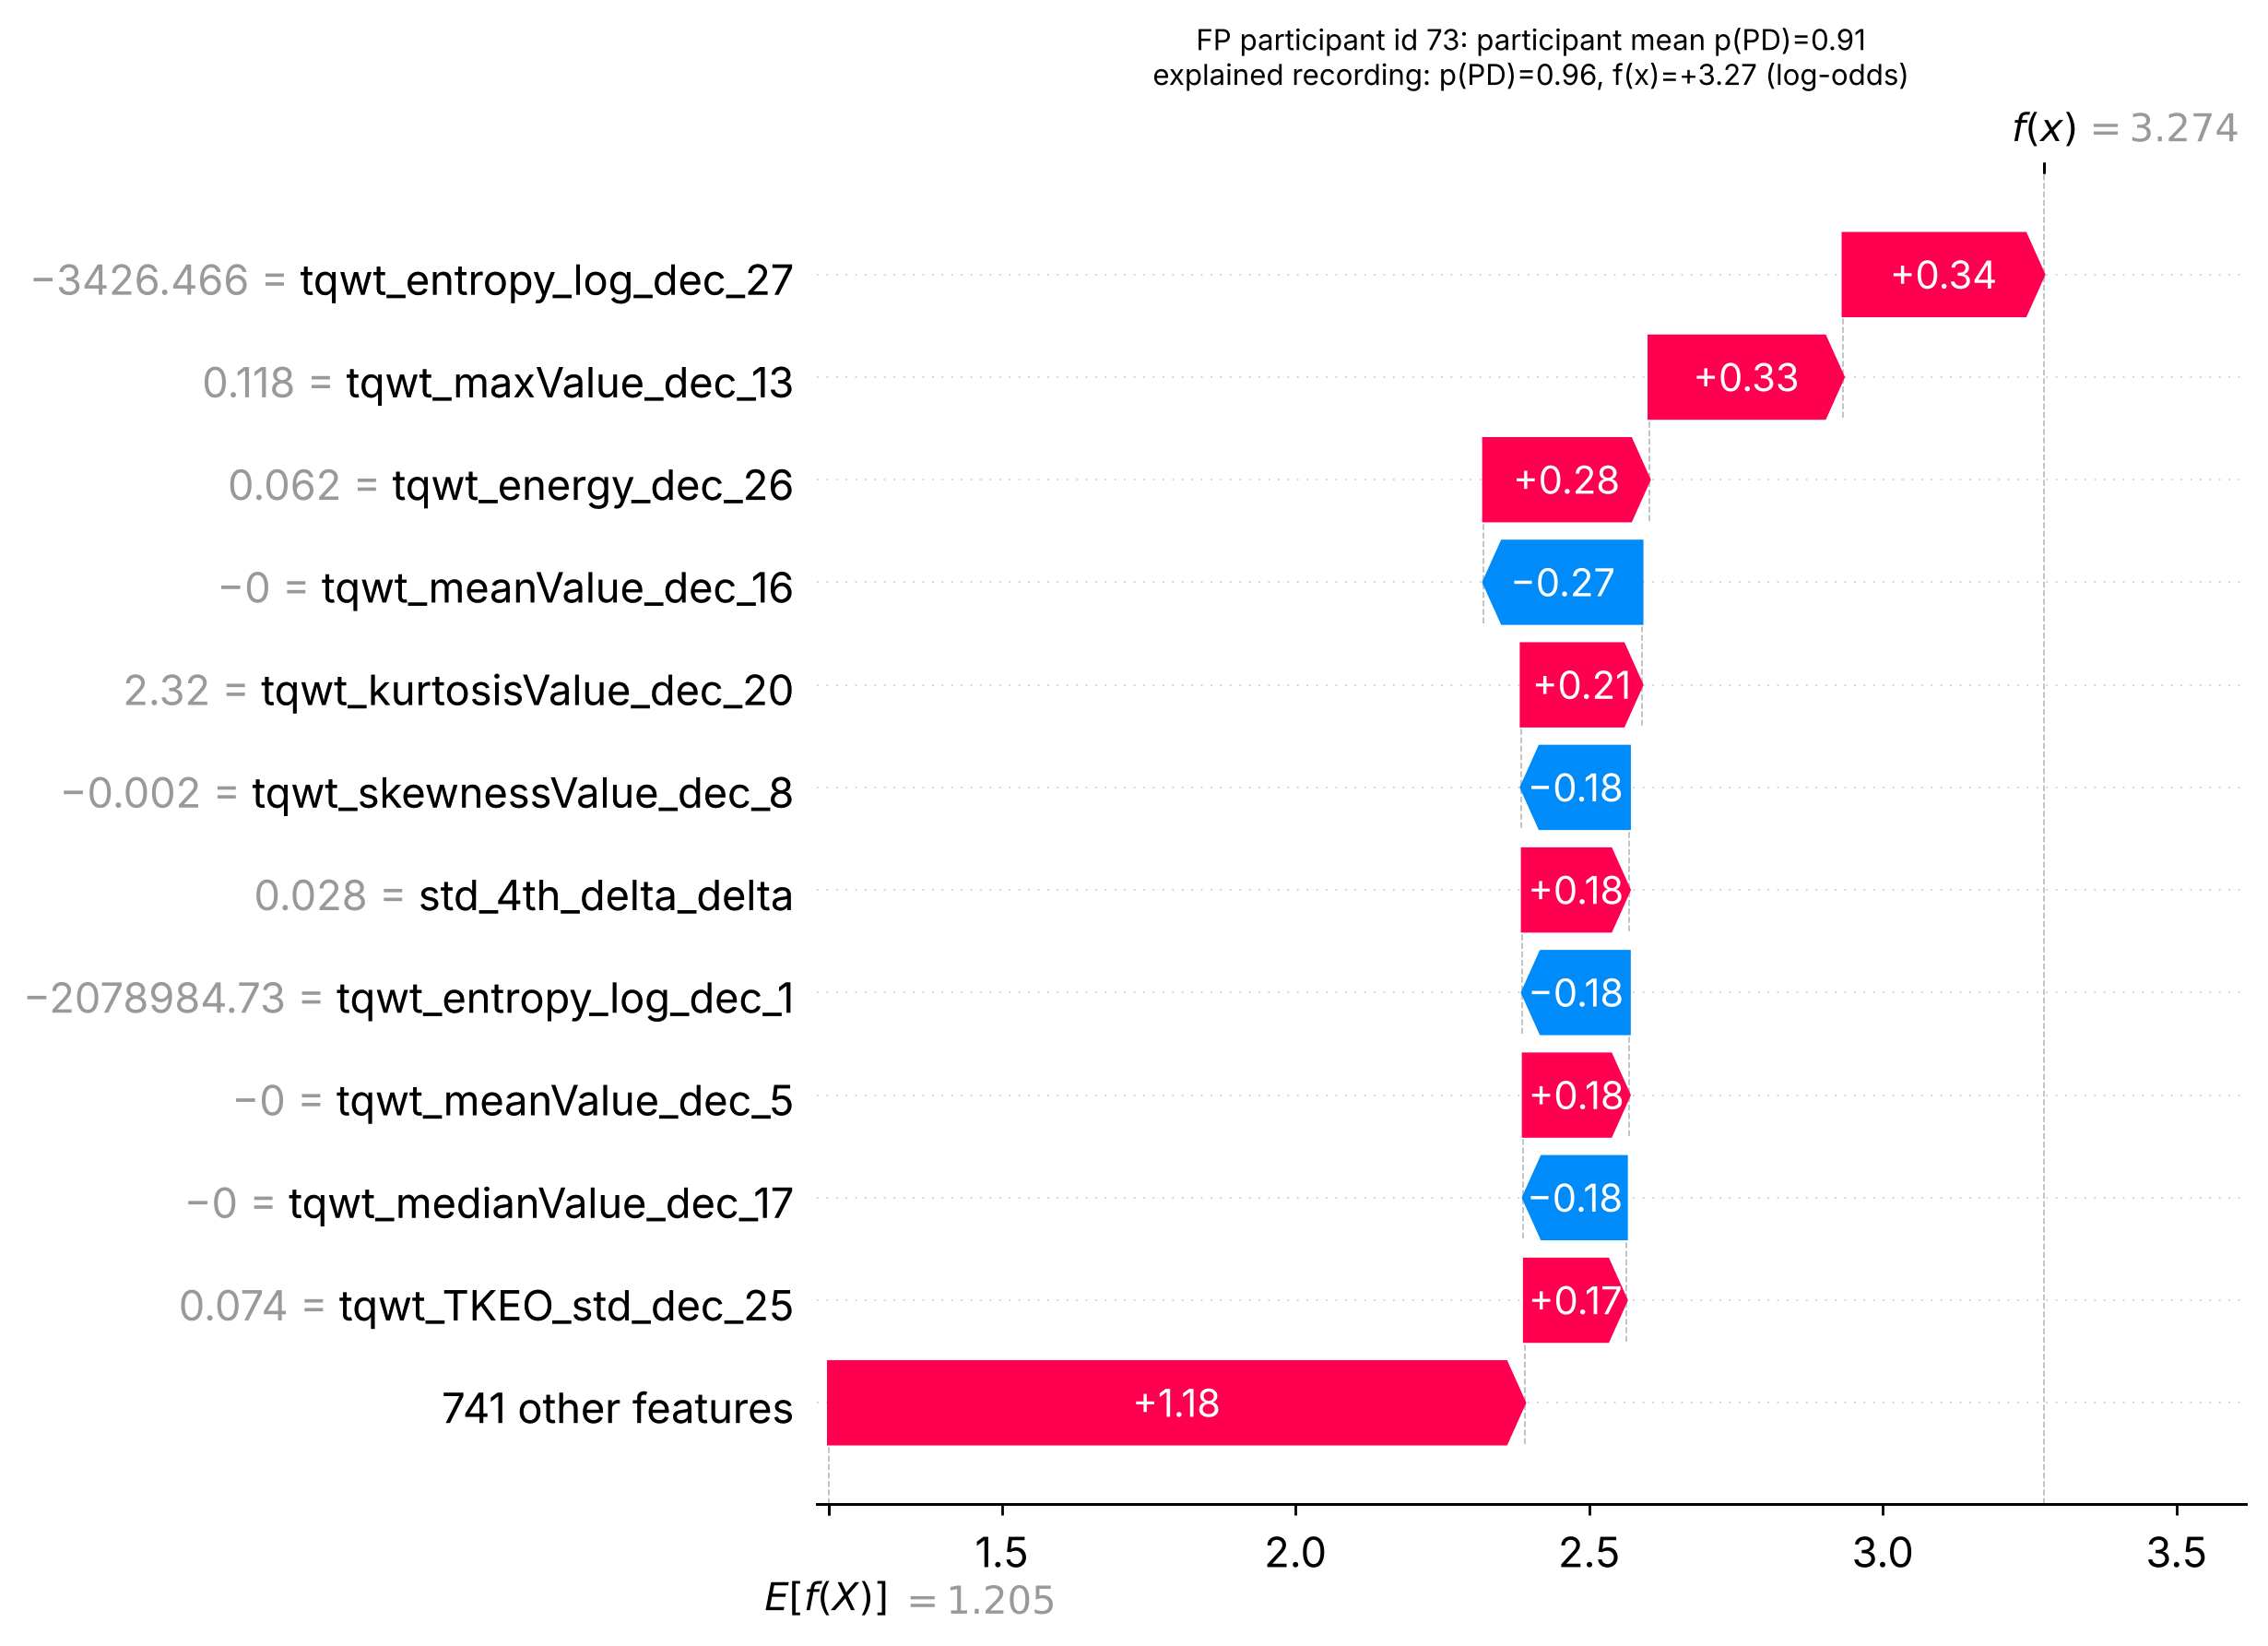 FP participant id 73: participant mean p(PD)=0.91
explained recording: p(PD)=0.96, f(x)=+3.27 (log-odds)
f(x) = 3.274
−3426.466 = tqwt_entropy_log_dec_27 +0.34
0.118 = tqwt_maxValue_dec_13 +0.33
0.062 = tqwt_energy_dec_26 +0.28
−0 = tqwt_meanValue_dec_16 −0.27
2.32 = tqwt_kurtosisValue_dec_20 +0.21
−0.002 = tqwt_skewnessValue_dec_8 −0.18
0.028 = std_4th_delta_delta +0.18
−2078984.73 = tqwt_entropy_log_dec_1 −0.18
−0 = tqwt_meanValue_dec_5 +0.18
−0 = tqwt_medianValue_dec_17 −0.18
0.074 = tqwt_TKEO_std_dec_25 +0.17
741 other features +1.18
1.5 2.0 2.5 3.0 3.5
E[f(X)] = 1.205